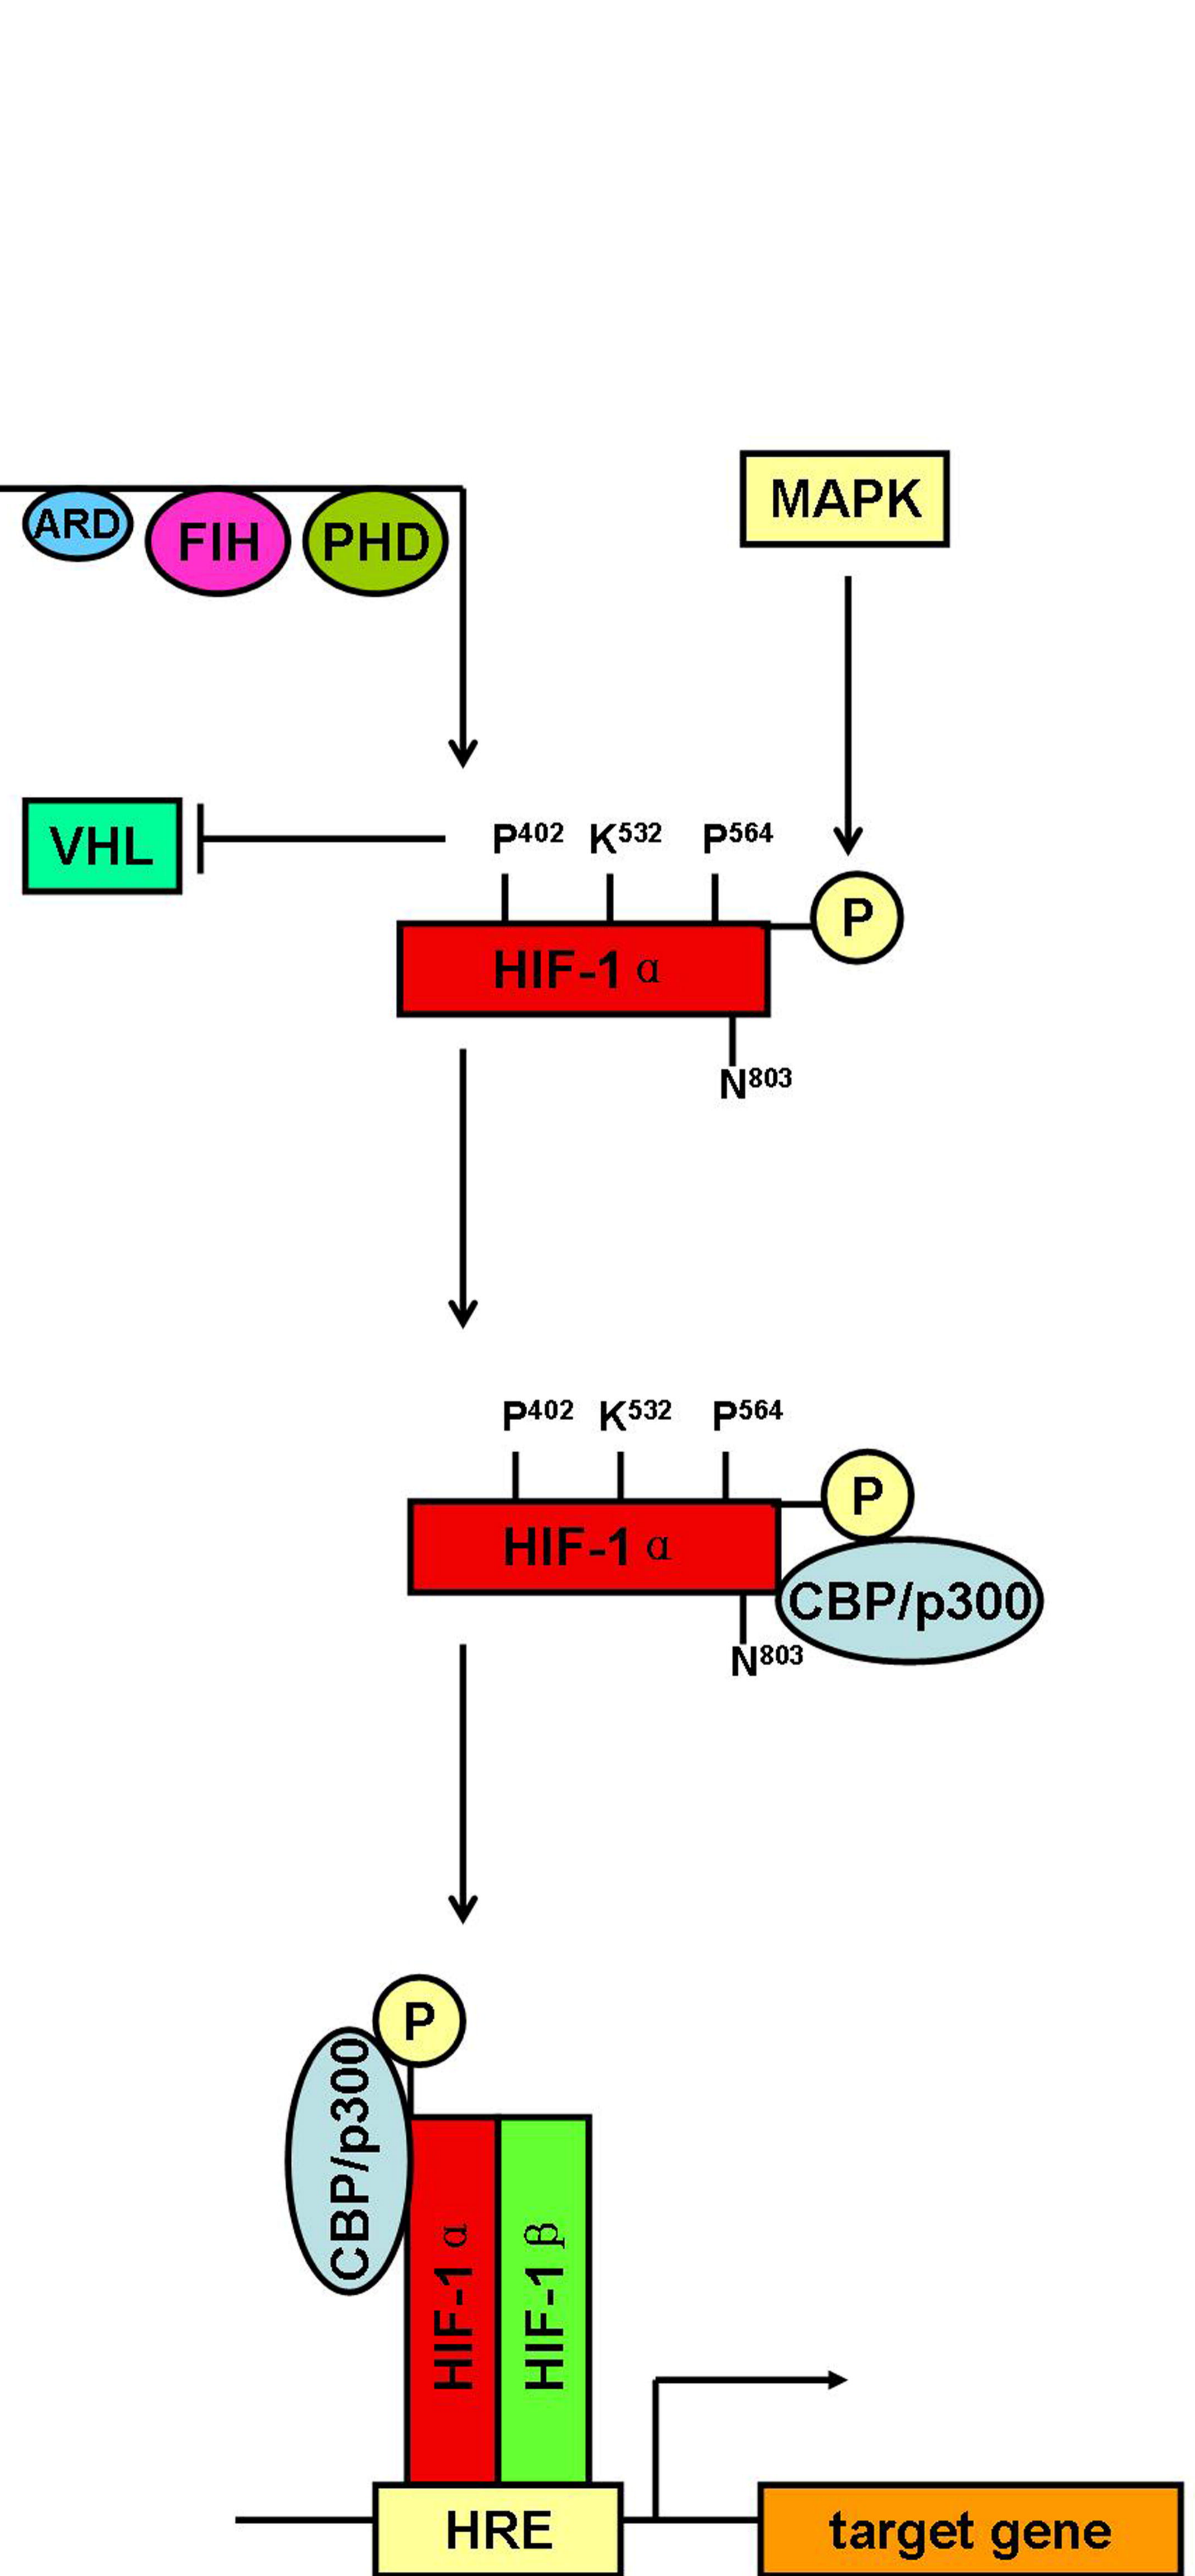 MAPK
ARD FIH PHD
VHL
P402 K532 P564
P
HIF-1 α
N803
P402 K532 P564
P
HIF-1 α
CBP/p300
N803
P
CBP/p300
HIF-1 α
HIF-1 β
HRE
target gene